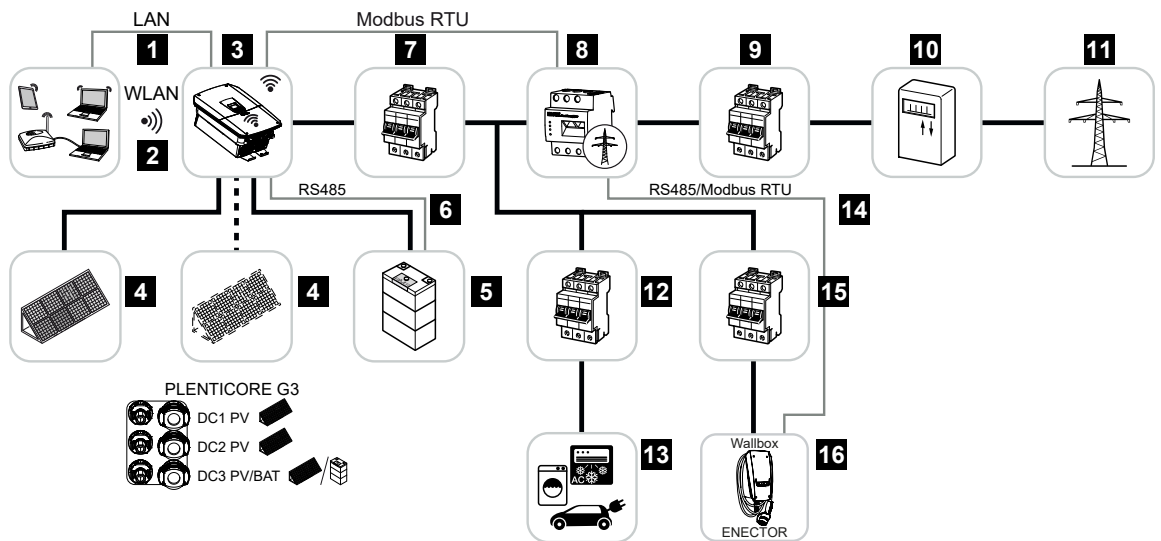 LAN
Modbus RTU
1
3
7
8
9
10
11
WLAN
2
RS485
6
RS485/Modbus RTU
14
4
4
5
12
15
PLENTICORE G3
DC1 PV
DC2 PV
DC3 PV/BAT
/
13
AC
Wallbox
16
ENECTOR